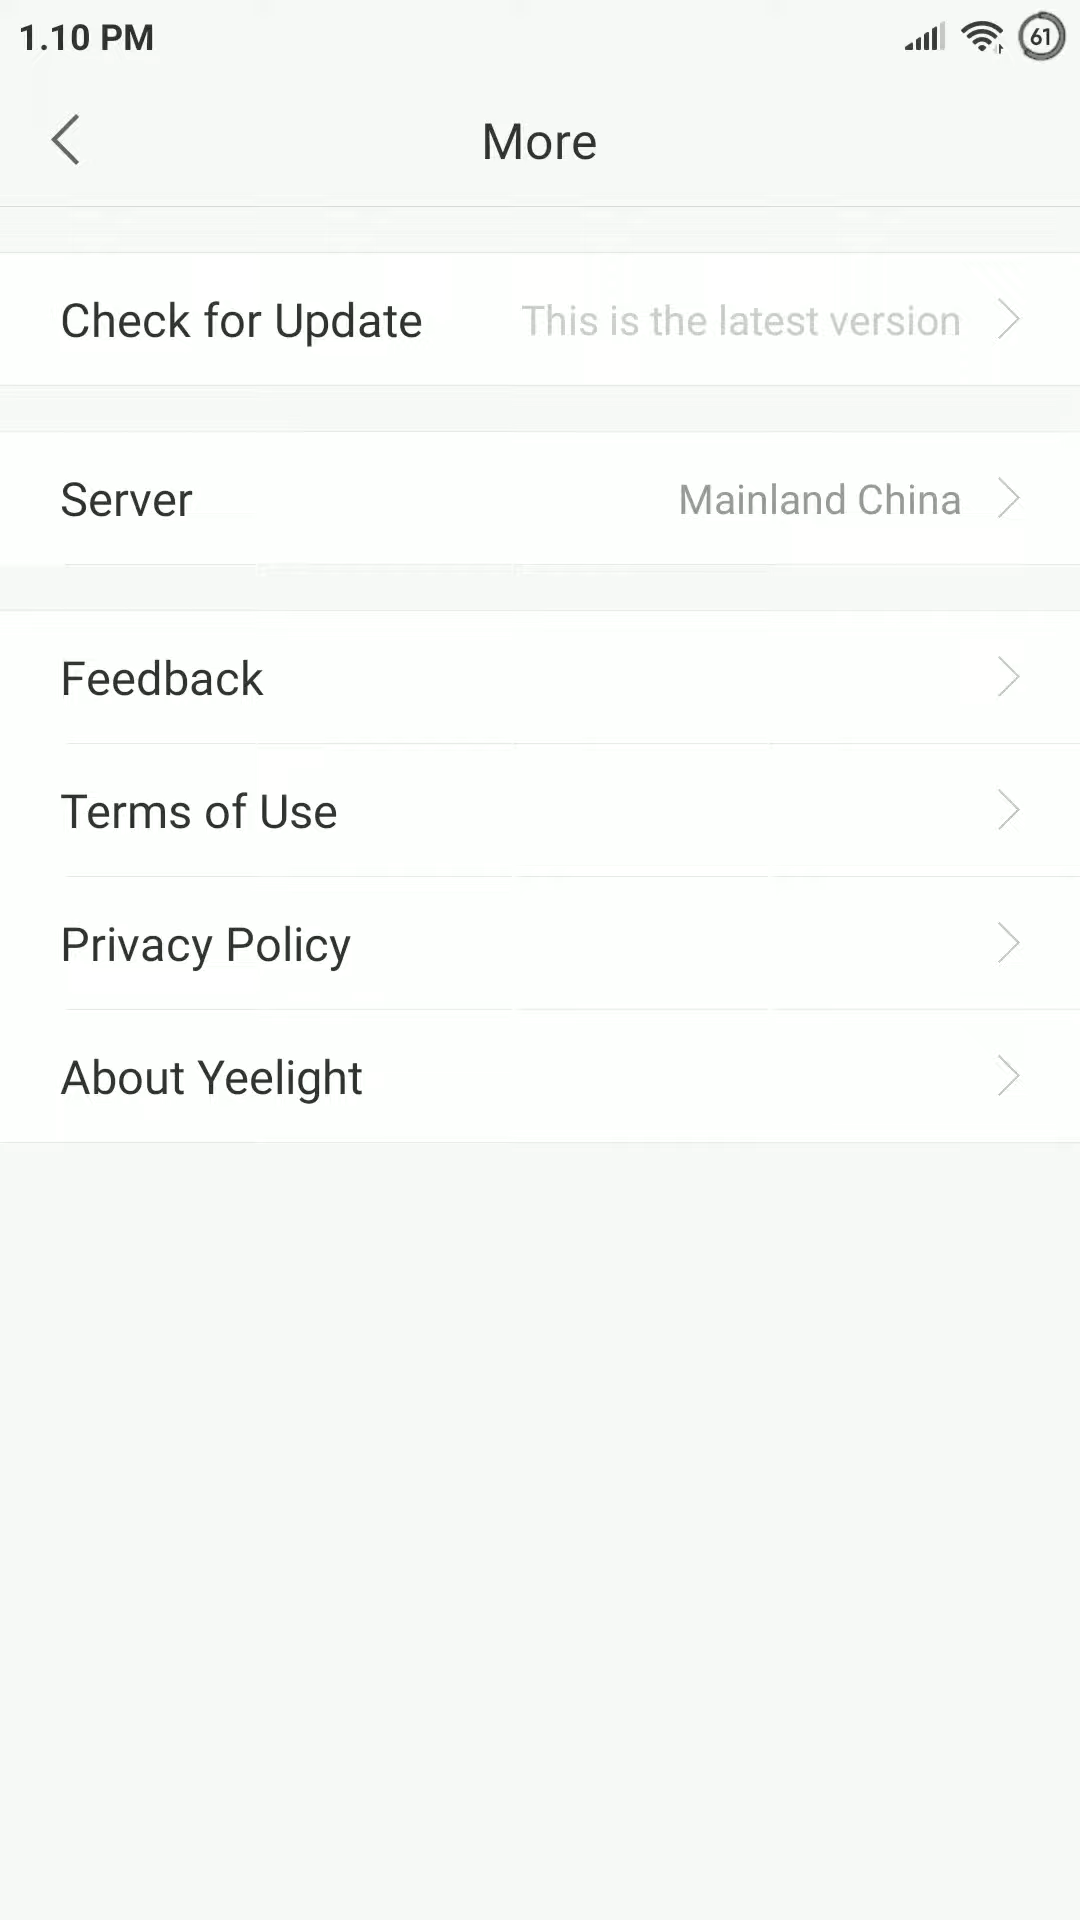 1.10 PM 61
More
Check for Update This is the latest version
Server Mainland China
Feedback
Terms of Use
Privacy Policy
About Yeelight